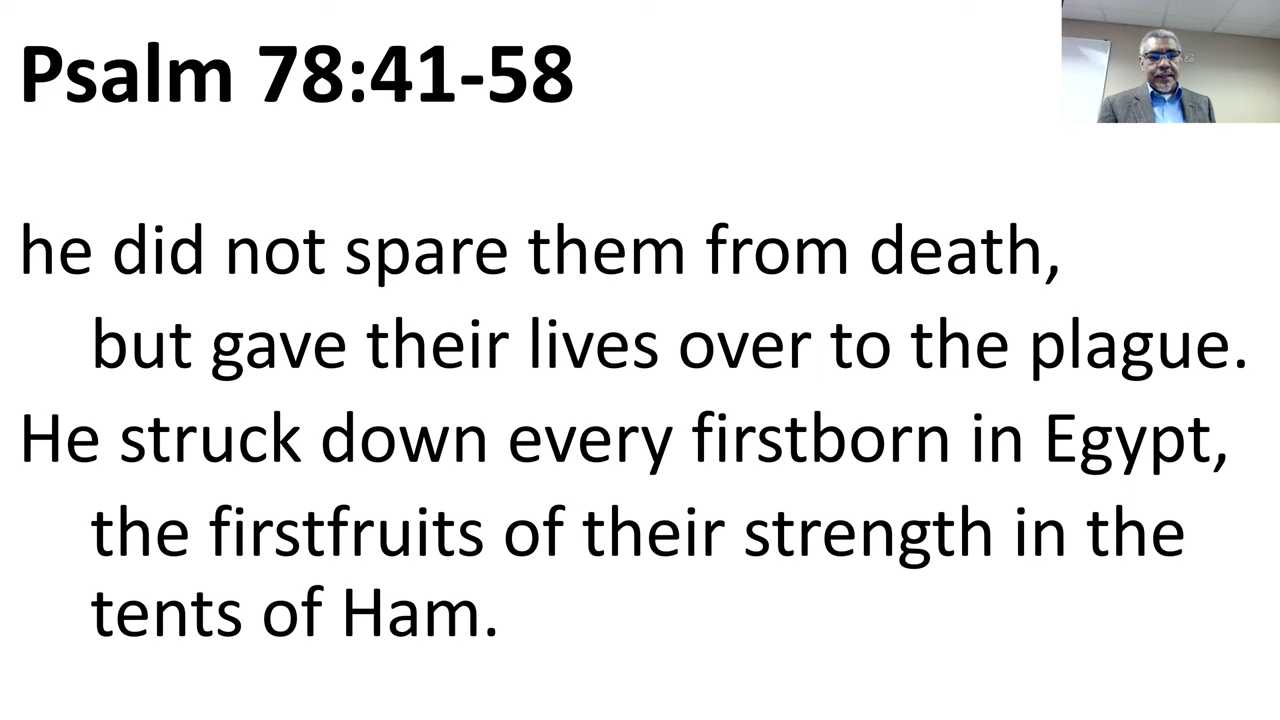 Psalm 78:41-58
he did not spare them from death,
but gave their lives over to the plague.
He struck down every firstborn in Egypt,
the firstfruits of their strength in the
tents of Ham.